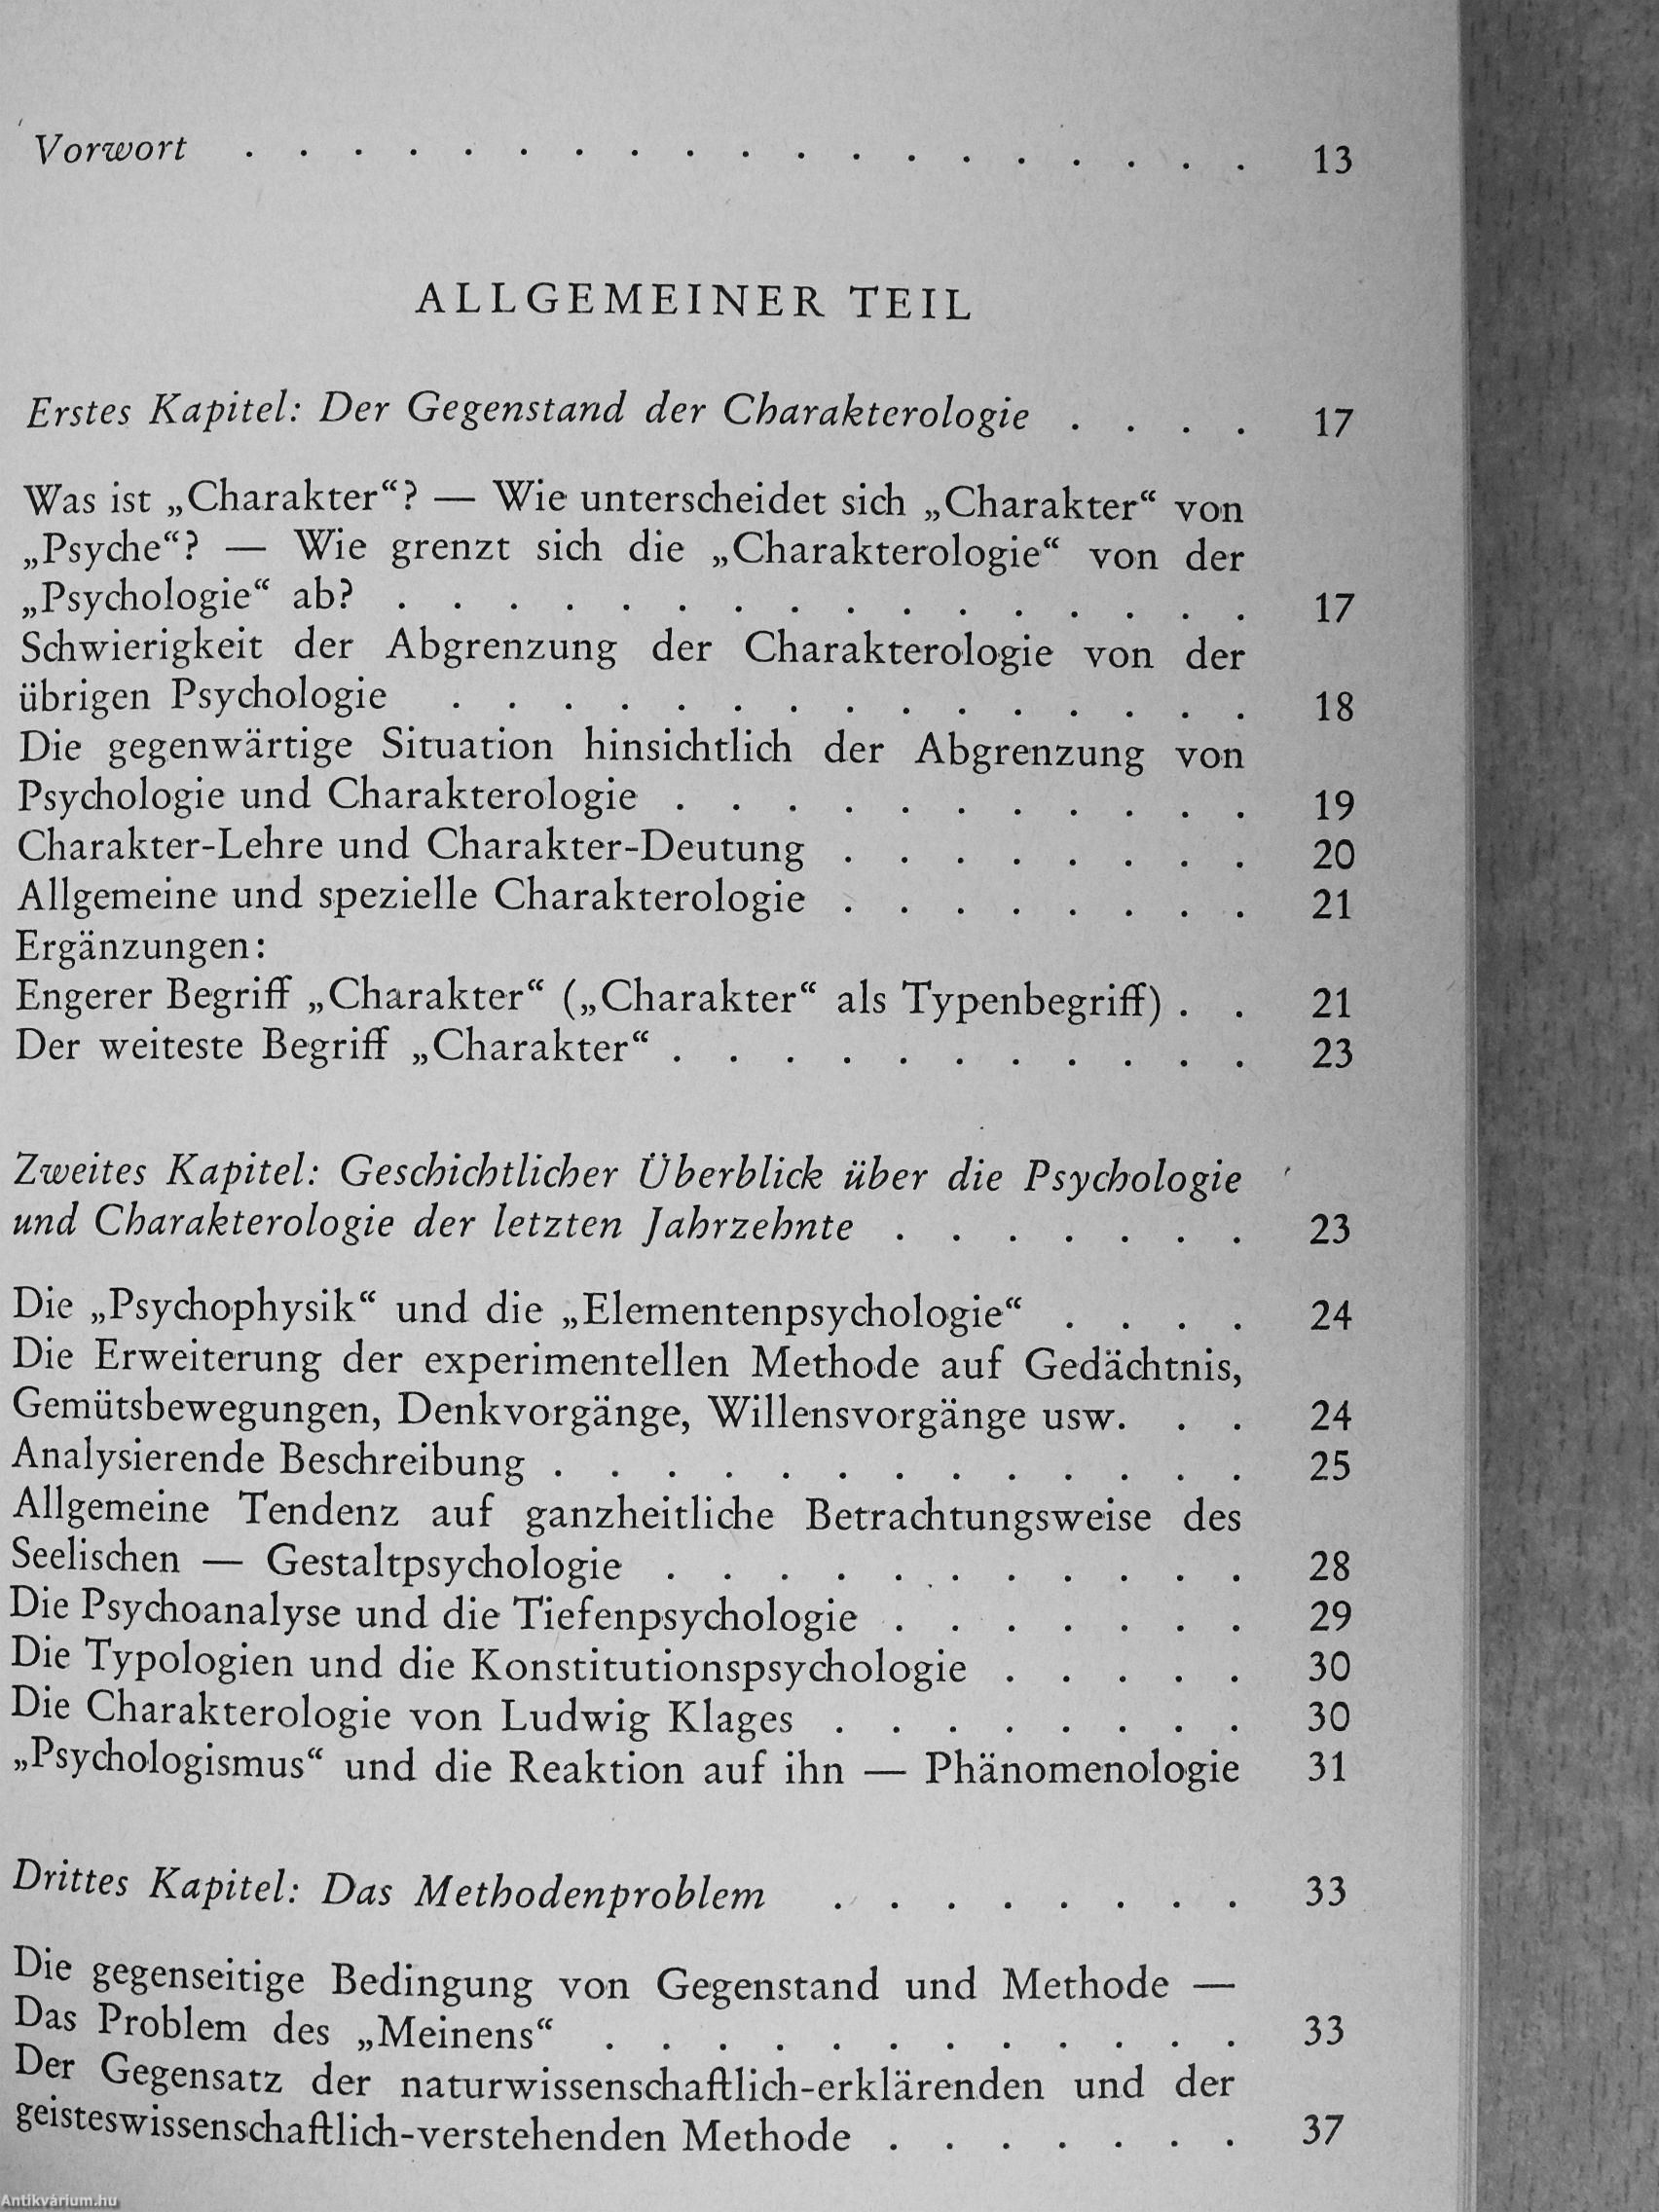 Vorwort . . . . . . . . . . . . . . . . . . . 13
ALLGEMEINER TEIL
Erstes Kapitel: Der Gegenstand der Charakterologie . . . . 17
Was ist „Charakter“? — Wie unterscheidet sich „Charakter“ von
„Psyche“? — Wie grenzt sich die „Charakterologie“ von der
„Psychologie“ ab? . . . . . . . . . . . . . . . . 17
Schwierigkeit der Abgrenzung der Charakterologie von der
übrigen Psychologie . . . . . . . . . . . . . . . 18
Die gegenwärtige Situation hinsichtlich der Abgrenzung von
Psychologie und Charakterologie . . . . . . . . . . . 19
Charakter-Lehre und Charakter-Deutung . . . . . . . . 20
Allgemeine und spezielle Charakterologie . . . . . . . . 21
Ergänzungen:
Engerer Begriff „Charakter“ („Charakter“ als Typenbegriff) . . 21
Der weiteste Begriff „Charakter“ . . . . . . . . . . . 23
Zweites Kapitel: Geschichtlicher Überblick über die Psychologie
und Charakterologie der letzten Jahrzehnte . . . . . . . 23
Die „Psychophysik“ und die „Elementenpsychologie“ . . . . 24
Die Erweiterung der experimentellen Methode auf Gedächtnis,
Gemütsbewegungen, Denkvorgänge, Willensvorgänge usw. . . 24
Analysierende Beschreibung . . . . . . . . . . . . . 25
Allgemeine Tendenz auf ganzheitliche Betrachtungsweise des
Seelischen — Gestaltpsychologie . . . . . . . . . . . 28
Die Psychoanalyse und die Tiefenpsychologie . . . . . . . 29
Die Typologien und die Konstitutionspsychologie . . . . . 30
Die Charakterologie von Ludwig Klages . . . . . . . . 30
„Psychologismus“ und die Reaktion auf ihn — Phänomenologie 31
Drittes Kapitel: Das Methodenproblem . . . . . . . . 33
Die gegenseitige Bedingung von Gegenstand und Methode —
Das Problem des „Meinens“ . . . . . . . . . . . . 33
Der Gegensatz der naturwissenschaftlich-erklärenden und der
geisteswissenschaftlich-verstehenden Methode . . . . . . . 37
Antikvárium.hu